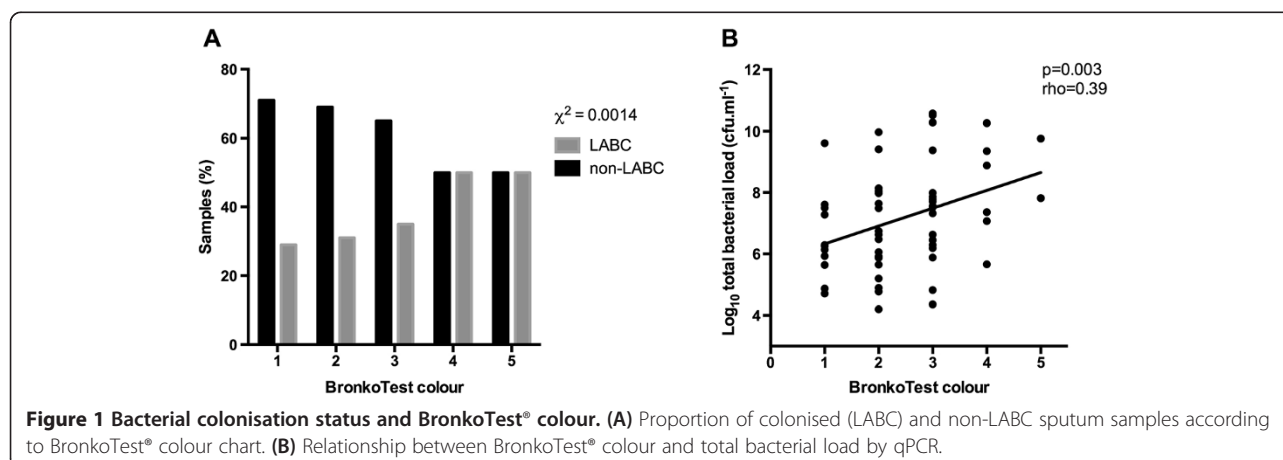 A
80
60
40
20
0
Samples (%)
1 2 3 4 5
BronkoTest colour
χ² = 0.0014
LABC
non-LABC
B
12
10
8
6
4
Log₁₀ total bacterial load (cfu.ml⁻¹)
0 1 2 3 4 5
BronkoTest colour
p=0.003
rho=0.39
Figure 1 Bacterial colonisation status and BronkoTest® colour. (A) Proportion of colonised (LABC) and non-LABC sputum samples according
to BronkoTest® colour chart. (B) Relationship between BronkoTest® colour and total bacterial load by qPCR.